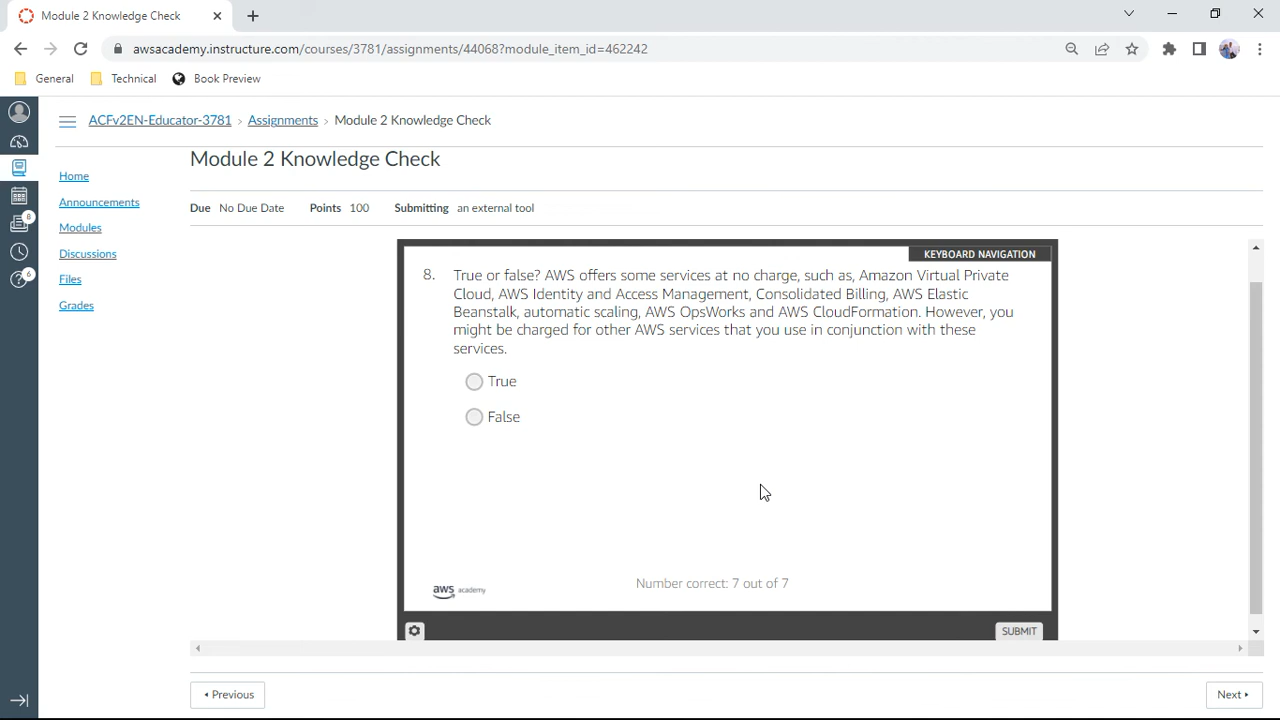 Module 2 Knowledge Check
awsacademy.instructure.com/courses/3781/assignments/44068?module_item_id=462242
General
Technical
Book Preview
ACFv2EN-Educator-3781 › Assignments › Module 2 Knowledge Check
Home
Announcements
Modules
Discussions
Files
Grades
8
6
Module 2 Knowledge Check
Due No Due Date Points 100 Submitting an external tool
KEYBOARD NAVIGATION
8. True or false? AWS offers some services at no charge, such as, Amazon Virtual Private
Cloud, AWS Identity and Access Management, Consolidated Billing, AWS Elastic
Beanstalk, automatic scaling, AWS OpsWorks and AWS CloudFormation. However, you
might be charged for other AWS services that you use in conjunction with these
services.
True
False
aws academy
Number correct: 7 out of 7
SUBMIT
Previous
Next